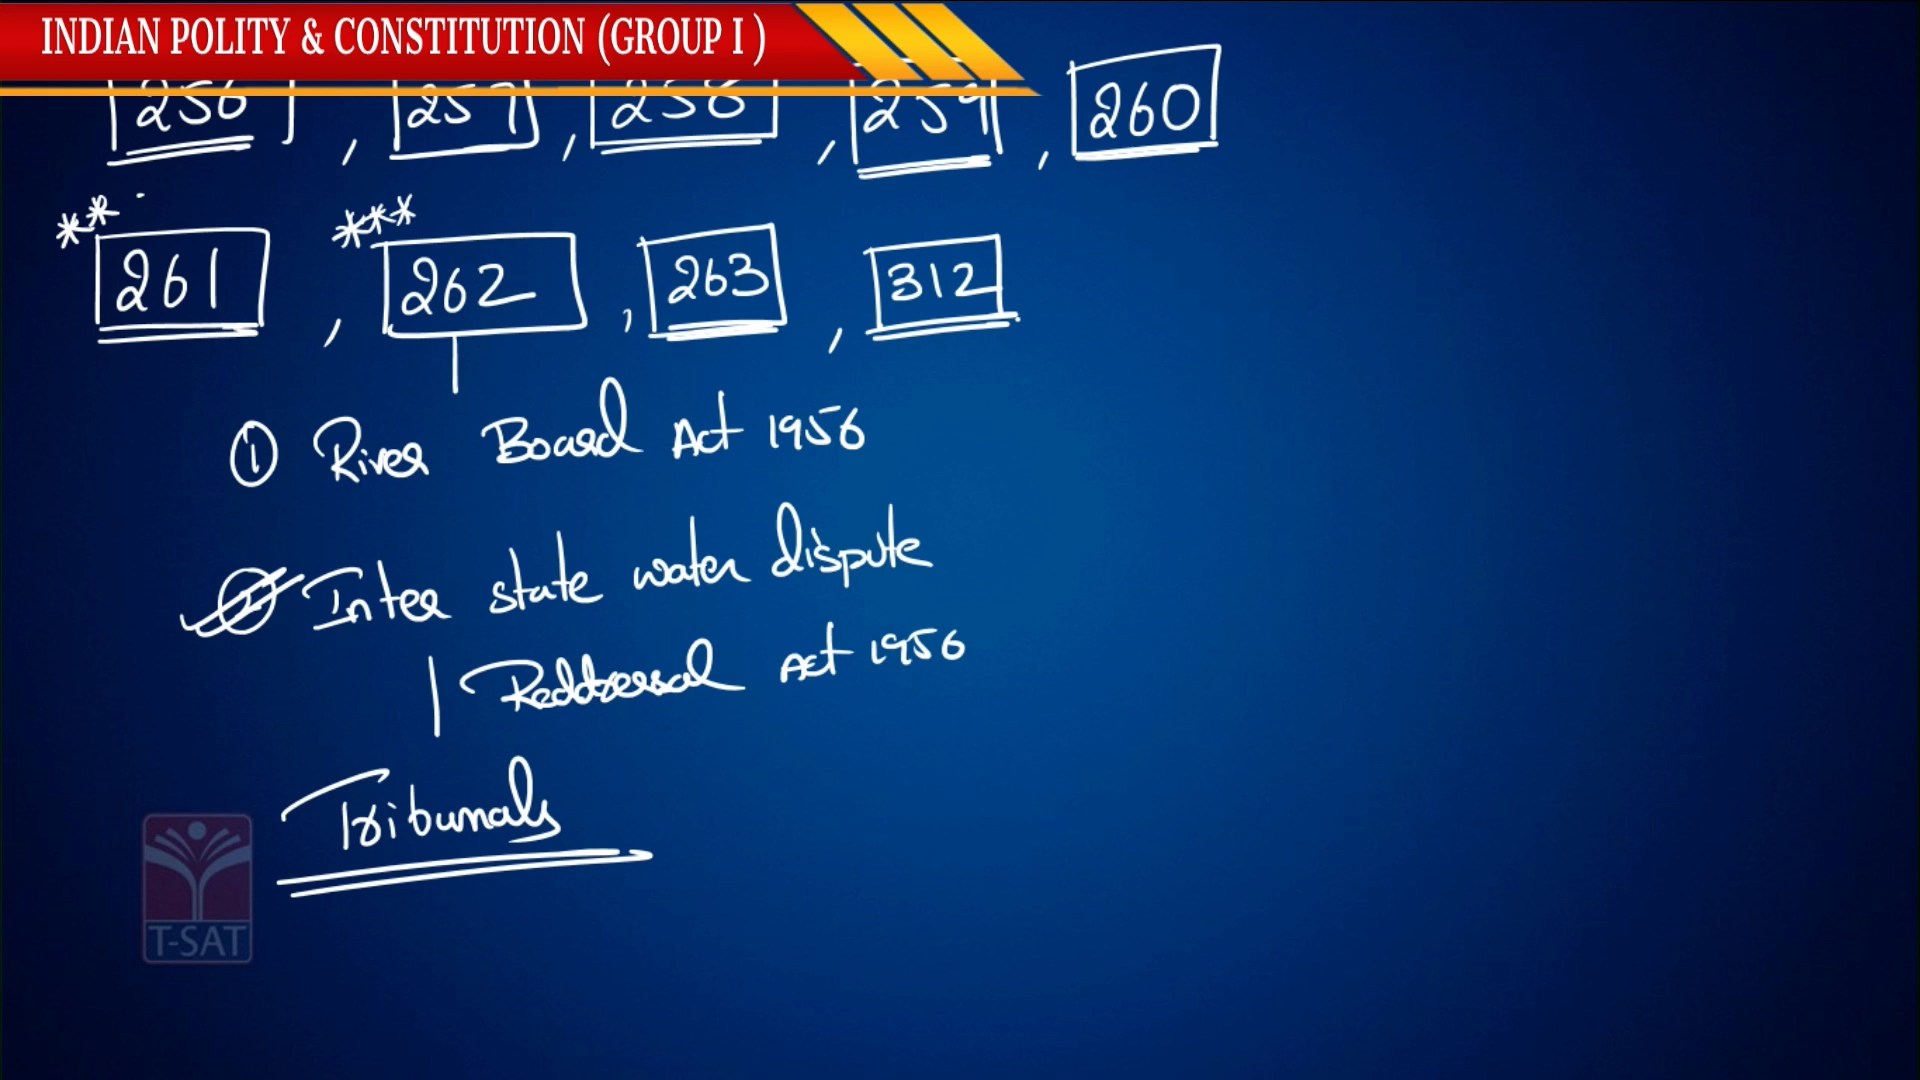 INDIAN POLITY & CONSTITUTION (GROUP I )
256 , 257 , 258 , 259 , 260
** 261 , *** 262 , 263 , 312
① River Board Act 1956
② Inter state water dispute
Reddressal Act 1956
Tribunals
T-SAT